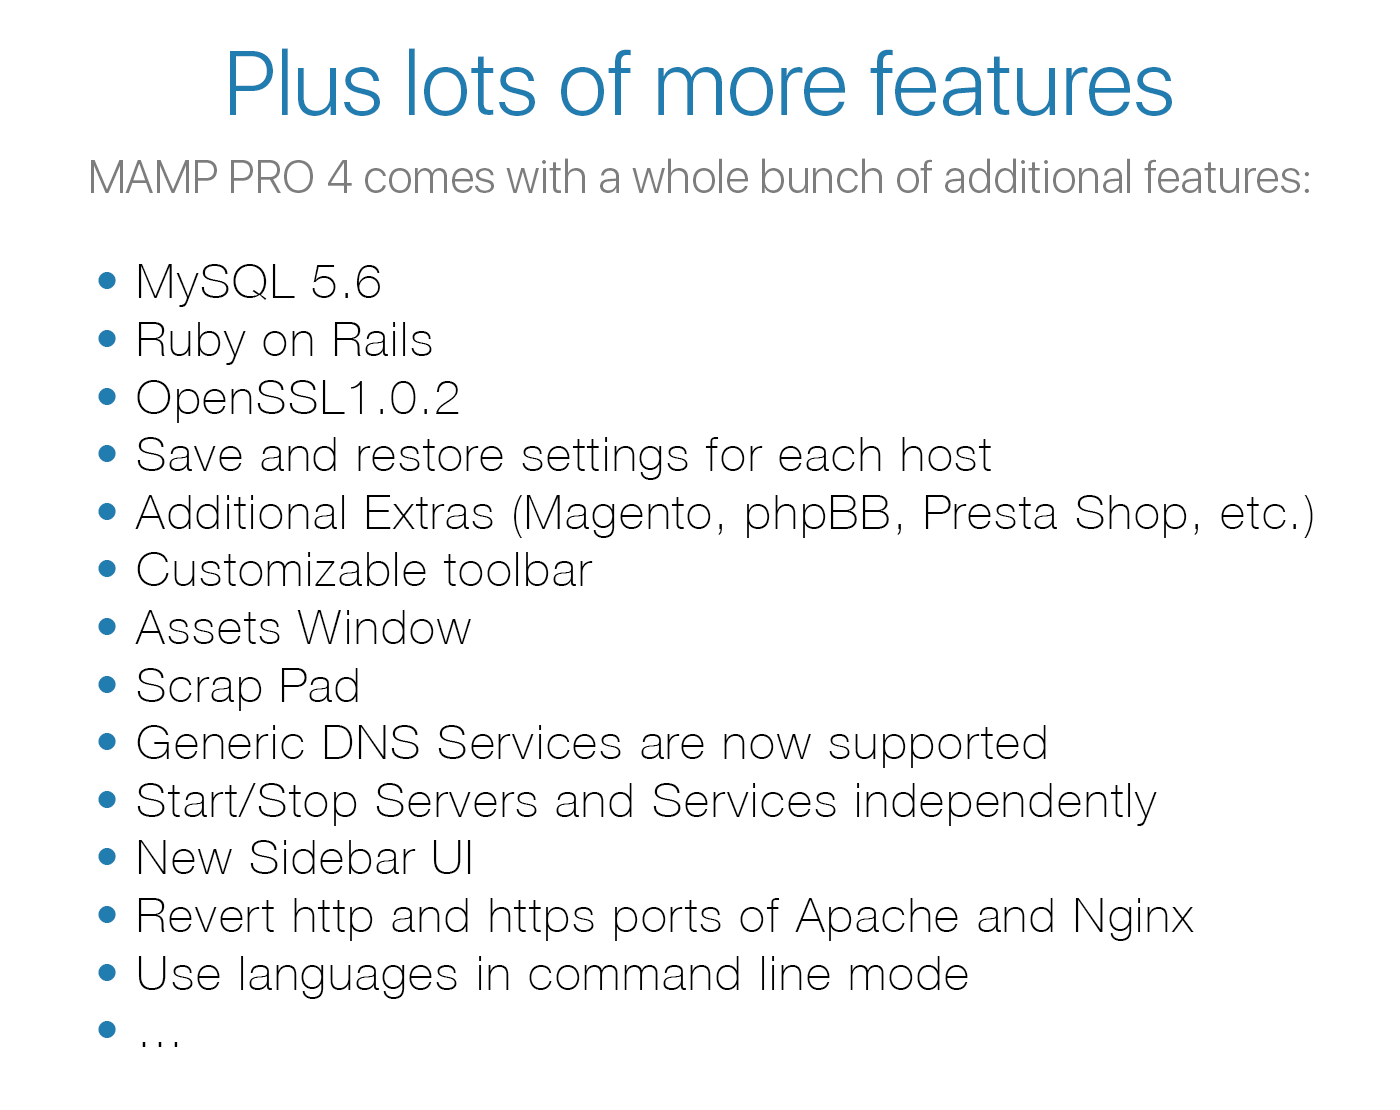 Plus lots of more features
MAMP PRO 4 comes with a whole bunch of additional features:
• MySQL 5.6
• Ruby on Rails
• OpenSSL1.0.2
• Save and restore settings for each host
• Additional Extras (Magento, phpBB, Presta Shop, etc.)
• Customizable toolbar
• Assets Window
• Scrap Pad
• Generic DNS Services are now supported
• Start/Stop Servers and Services independently
• New Sidebar UI
• Revert http and https ports of Apache and Nginx
• Use languages in command line mode
• ...